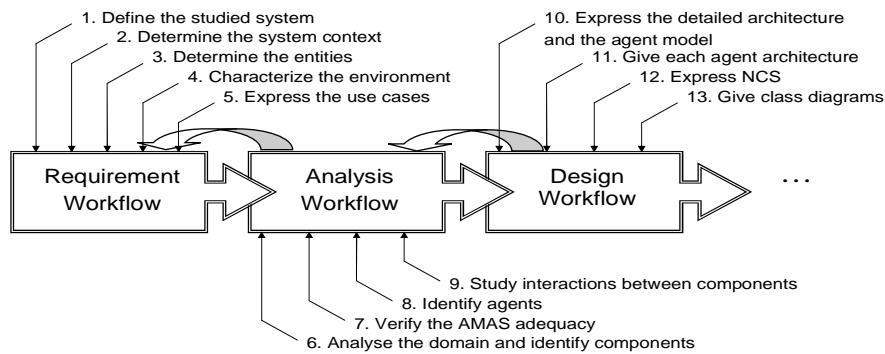 1. Define the studied system
2. Determine the system context
3. Determine the entities
4. Characterize the environment
5. Express the use cases
10. Express the detailed architecture
and the agent model
11. Give each agent architecture
12. Express NCS
13. Give class diagrams
Requirement
Workflow
Analysis
Workflow
Design
Workflow
...
9. Study interactions between components
8. Identify agents
7. Verify the AMAS adequacy
6. Analyse the domain and identify components